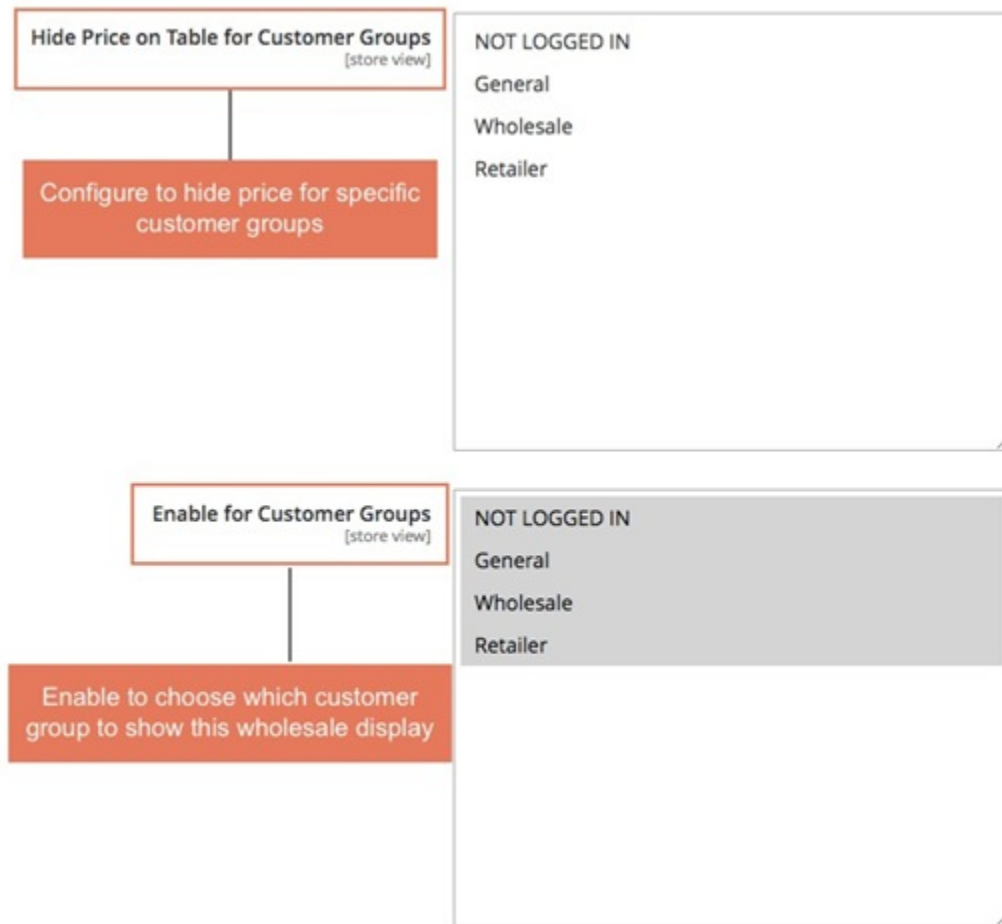 Hide Price on Table for Customer Groups
[store view]
NOT LOGGED IN
General
Wholesale
Retailer
Configure to hide price for specific
customer groups
Enable for Customer Groups
[store view]
NOT LOGGED IN
General
Wholesale
Retailer
Enable to choose which customer
group to show this wholesale display